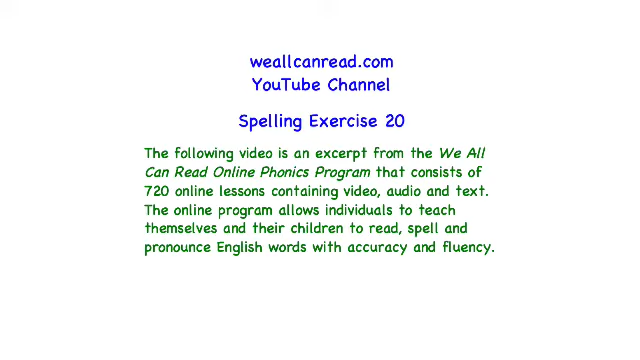 weallcanread.com
YouTube Channel
Spelling Exercise 20
The following video is an excerpt from the We All
Can Read Online Phonics Program that consists of
720 online lessons containing video, audio and text.
The online program allows individuals to teach
themselves and their children to read, spell and
pronounce English words with accuracy and fluency.